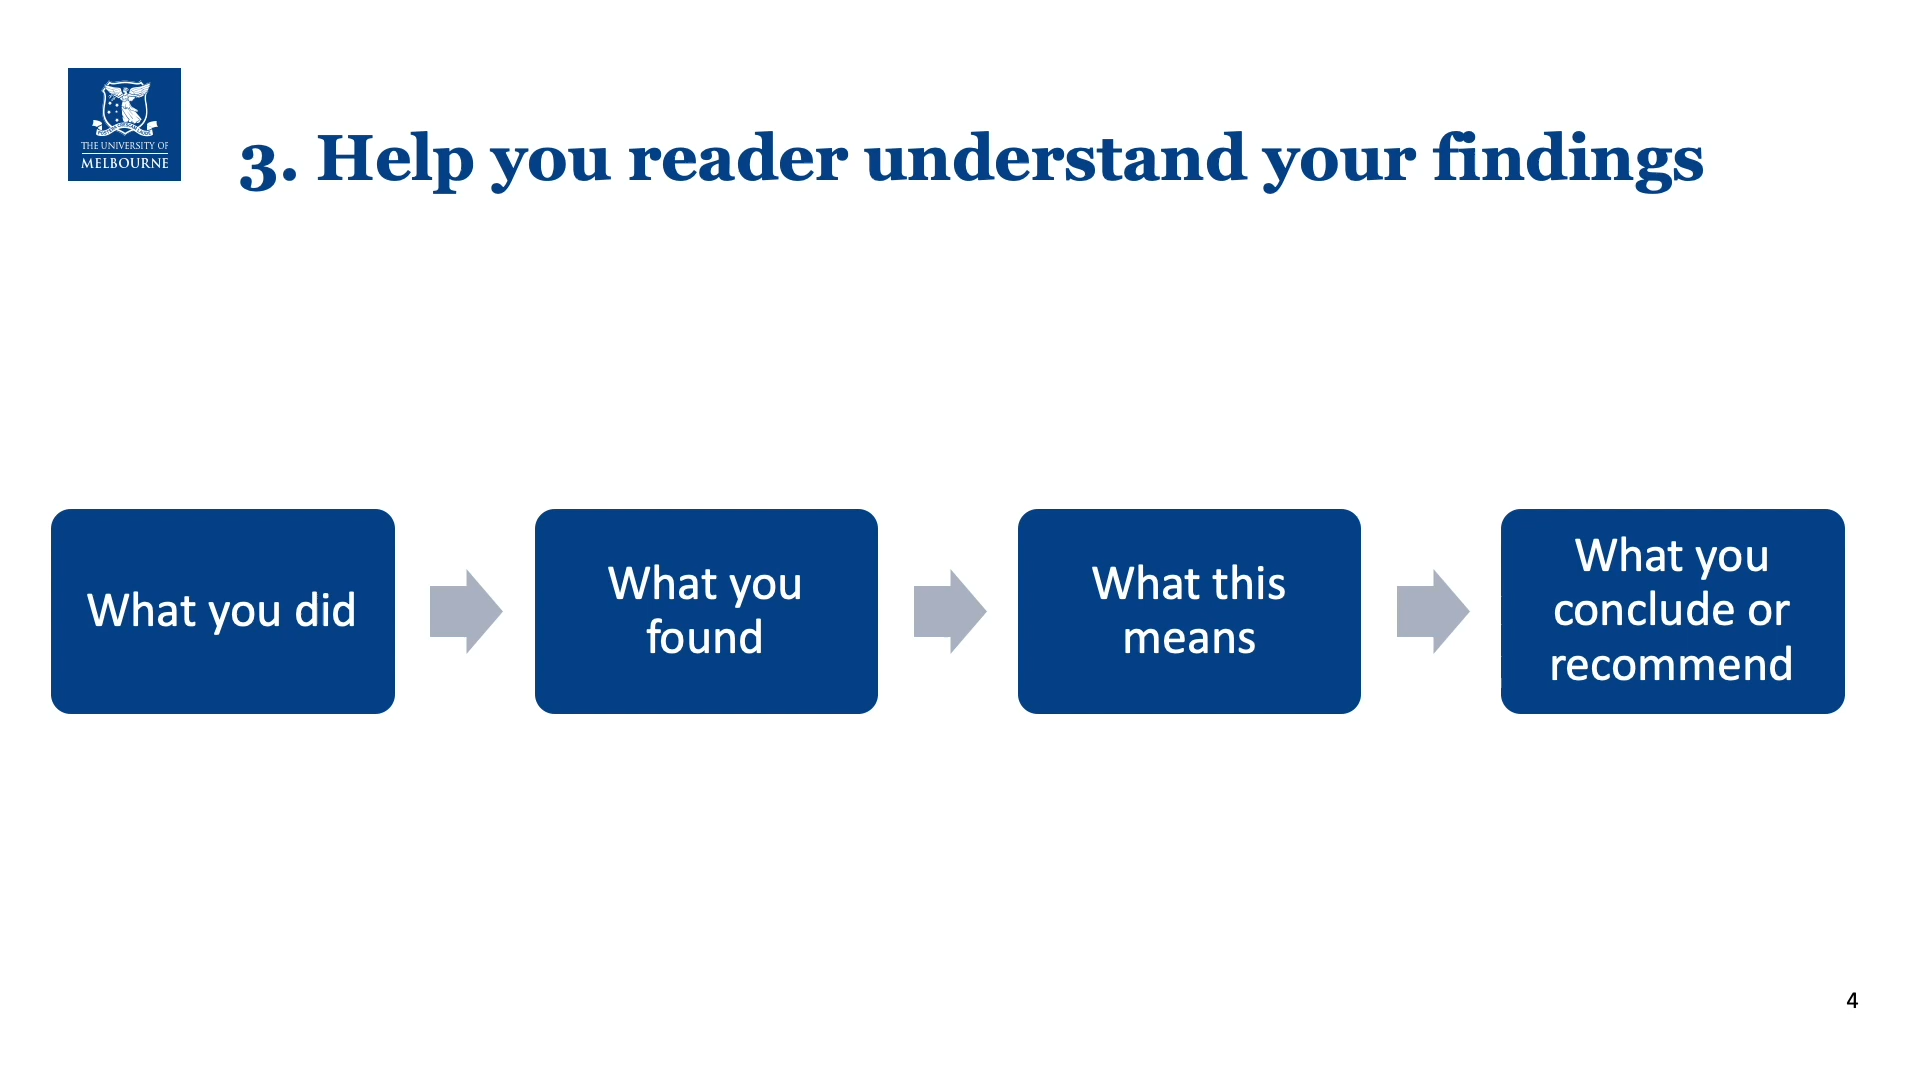 THE UNIVERSITY OF
MELBOURNE
3. Help you reader understand your findings
What you did
What you
found
What this
means
What you
conclude or
recommend
4